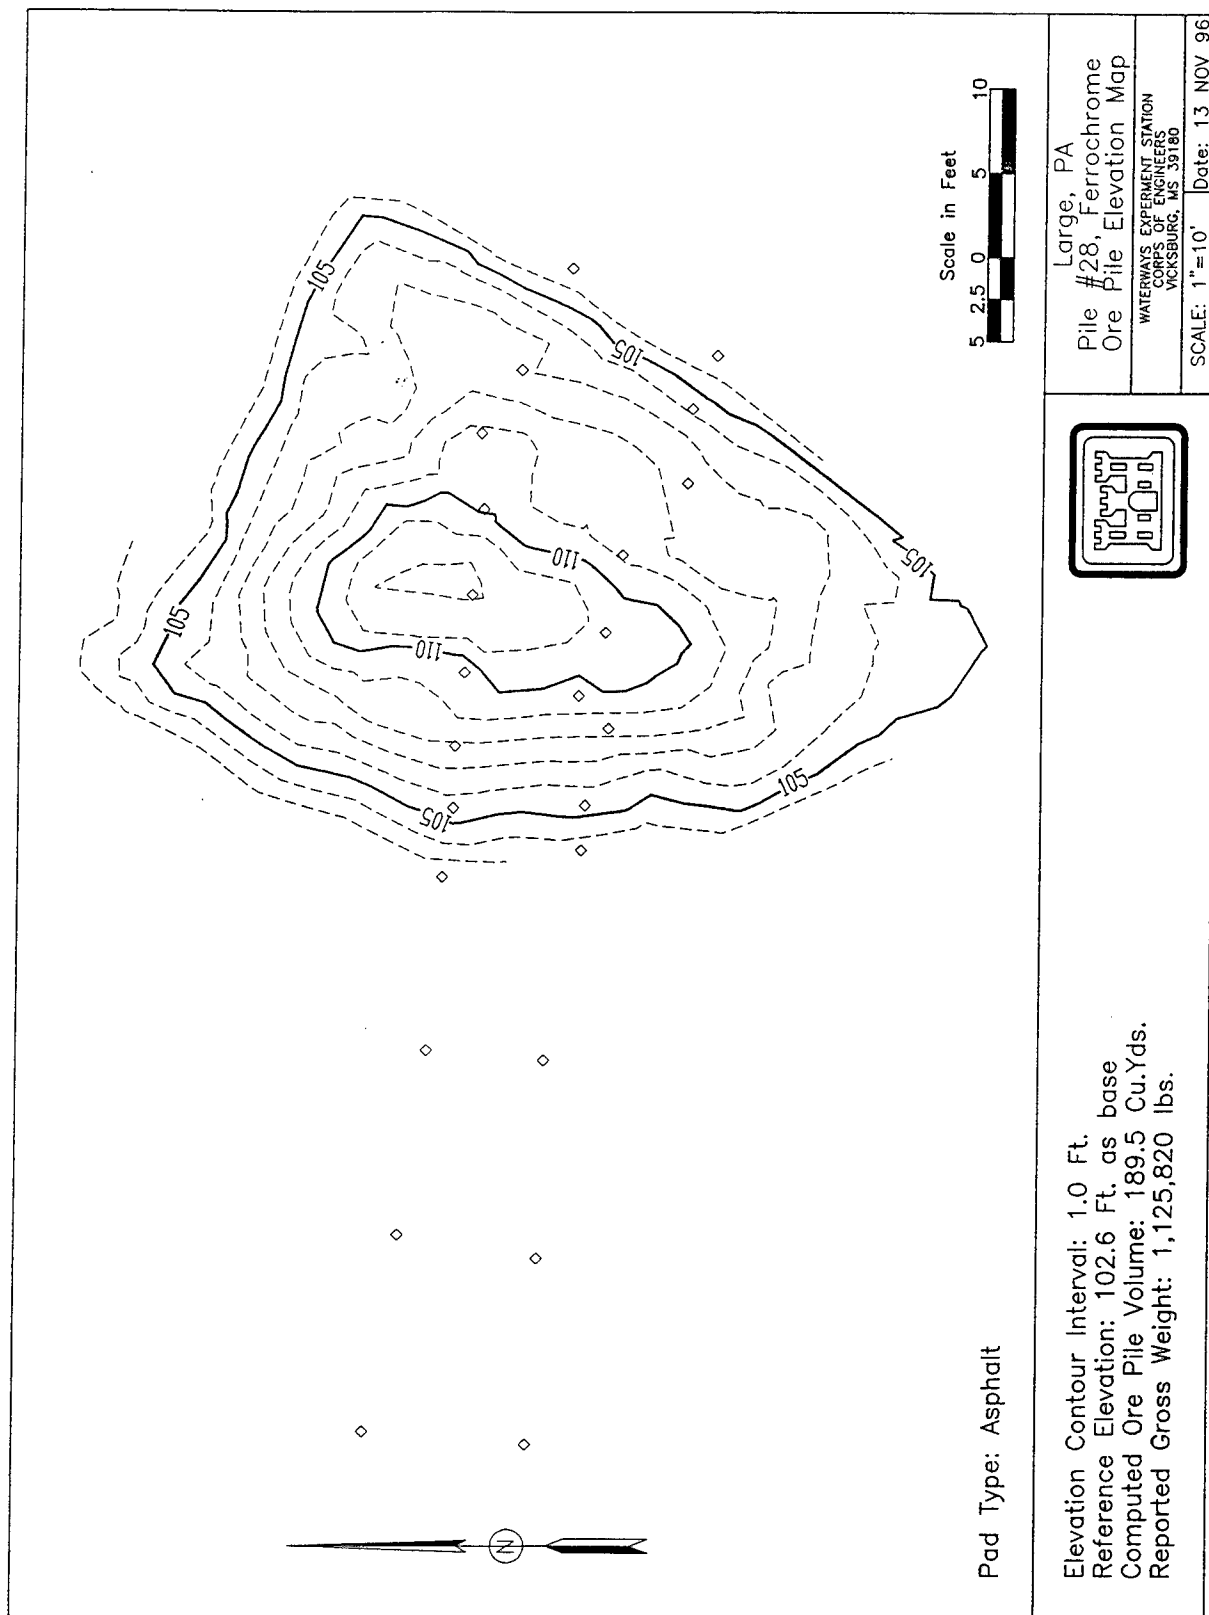 105
105
105
105
105
105
110
110
N
Scale in Feet
5 2.5 0 5 10
Pad Type: Asphalt
Elevation Contour Interval: 1.0 Ft.
Reference Elevation: 102.6 Ft. as base
Computed Ore Pile Volume: 189.5 Cu.Yds.
Reported Gross Weight: 1,125,820 lbs.
Large, PA
Pile #28, Ferrochrome
Ore Pile Elevation Map
WATERWAYS EXPERMENT STATION
CORPS OF ENGINEERS
VICKSBURG, MS 39180
SCALE: 1"=10' Date: 13 NOV 96